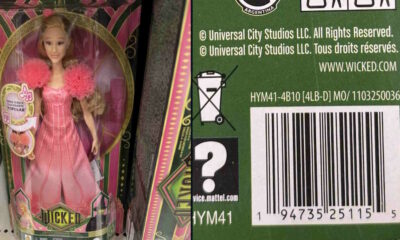 WICKED
ARGENTINA
© Universal City Studios LLC. All Rights Reserved.
© Universal City Studios LLC. Tous droits réservés.
WWW.WICKED.COM
HYM41-4B10 [4LB-D] MO/ 1103250036
?
vice.mattel.com
HYM41
1 94735 25115 5